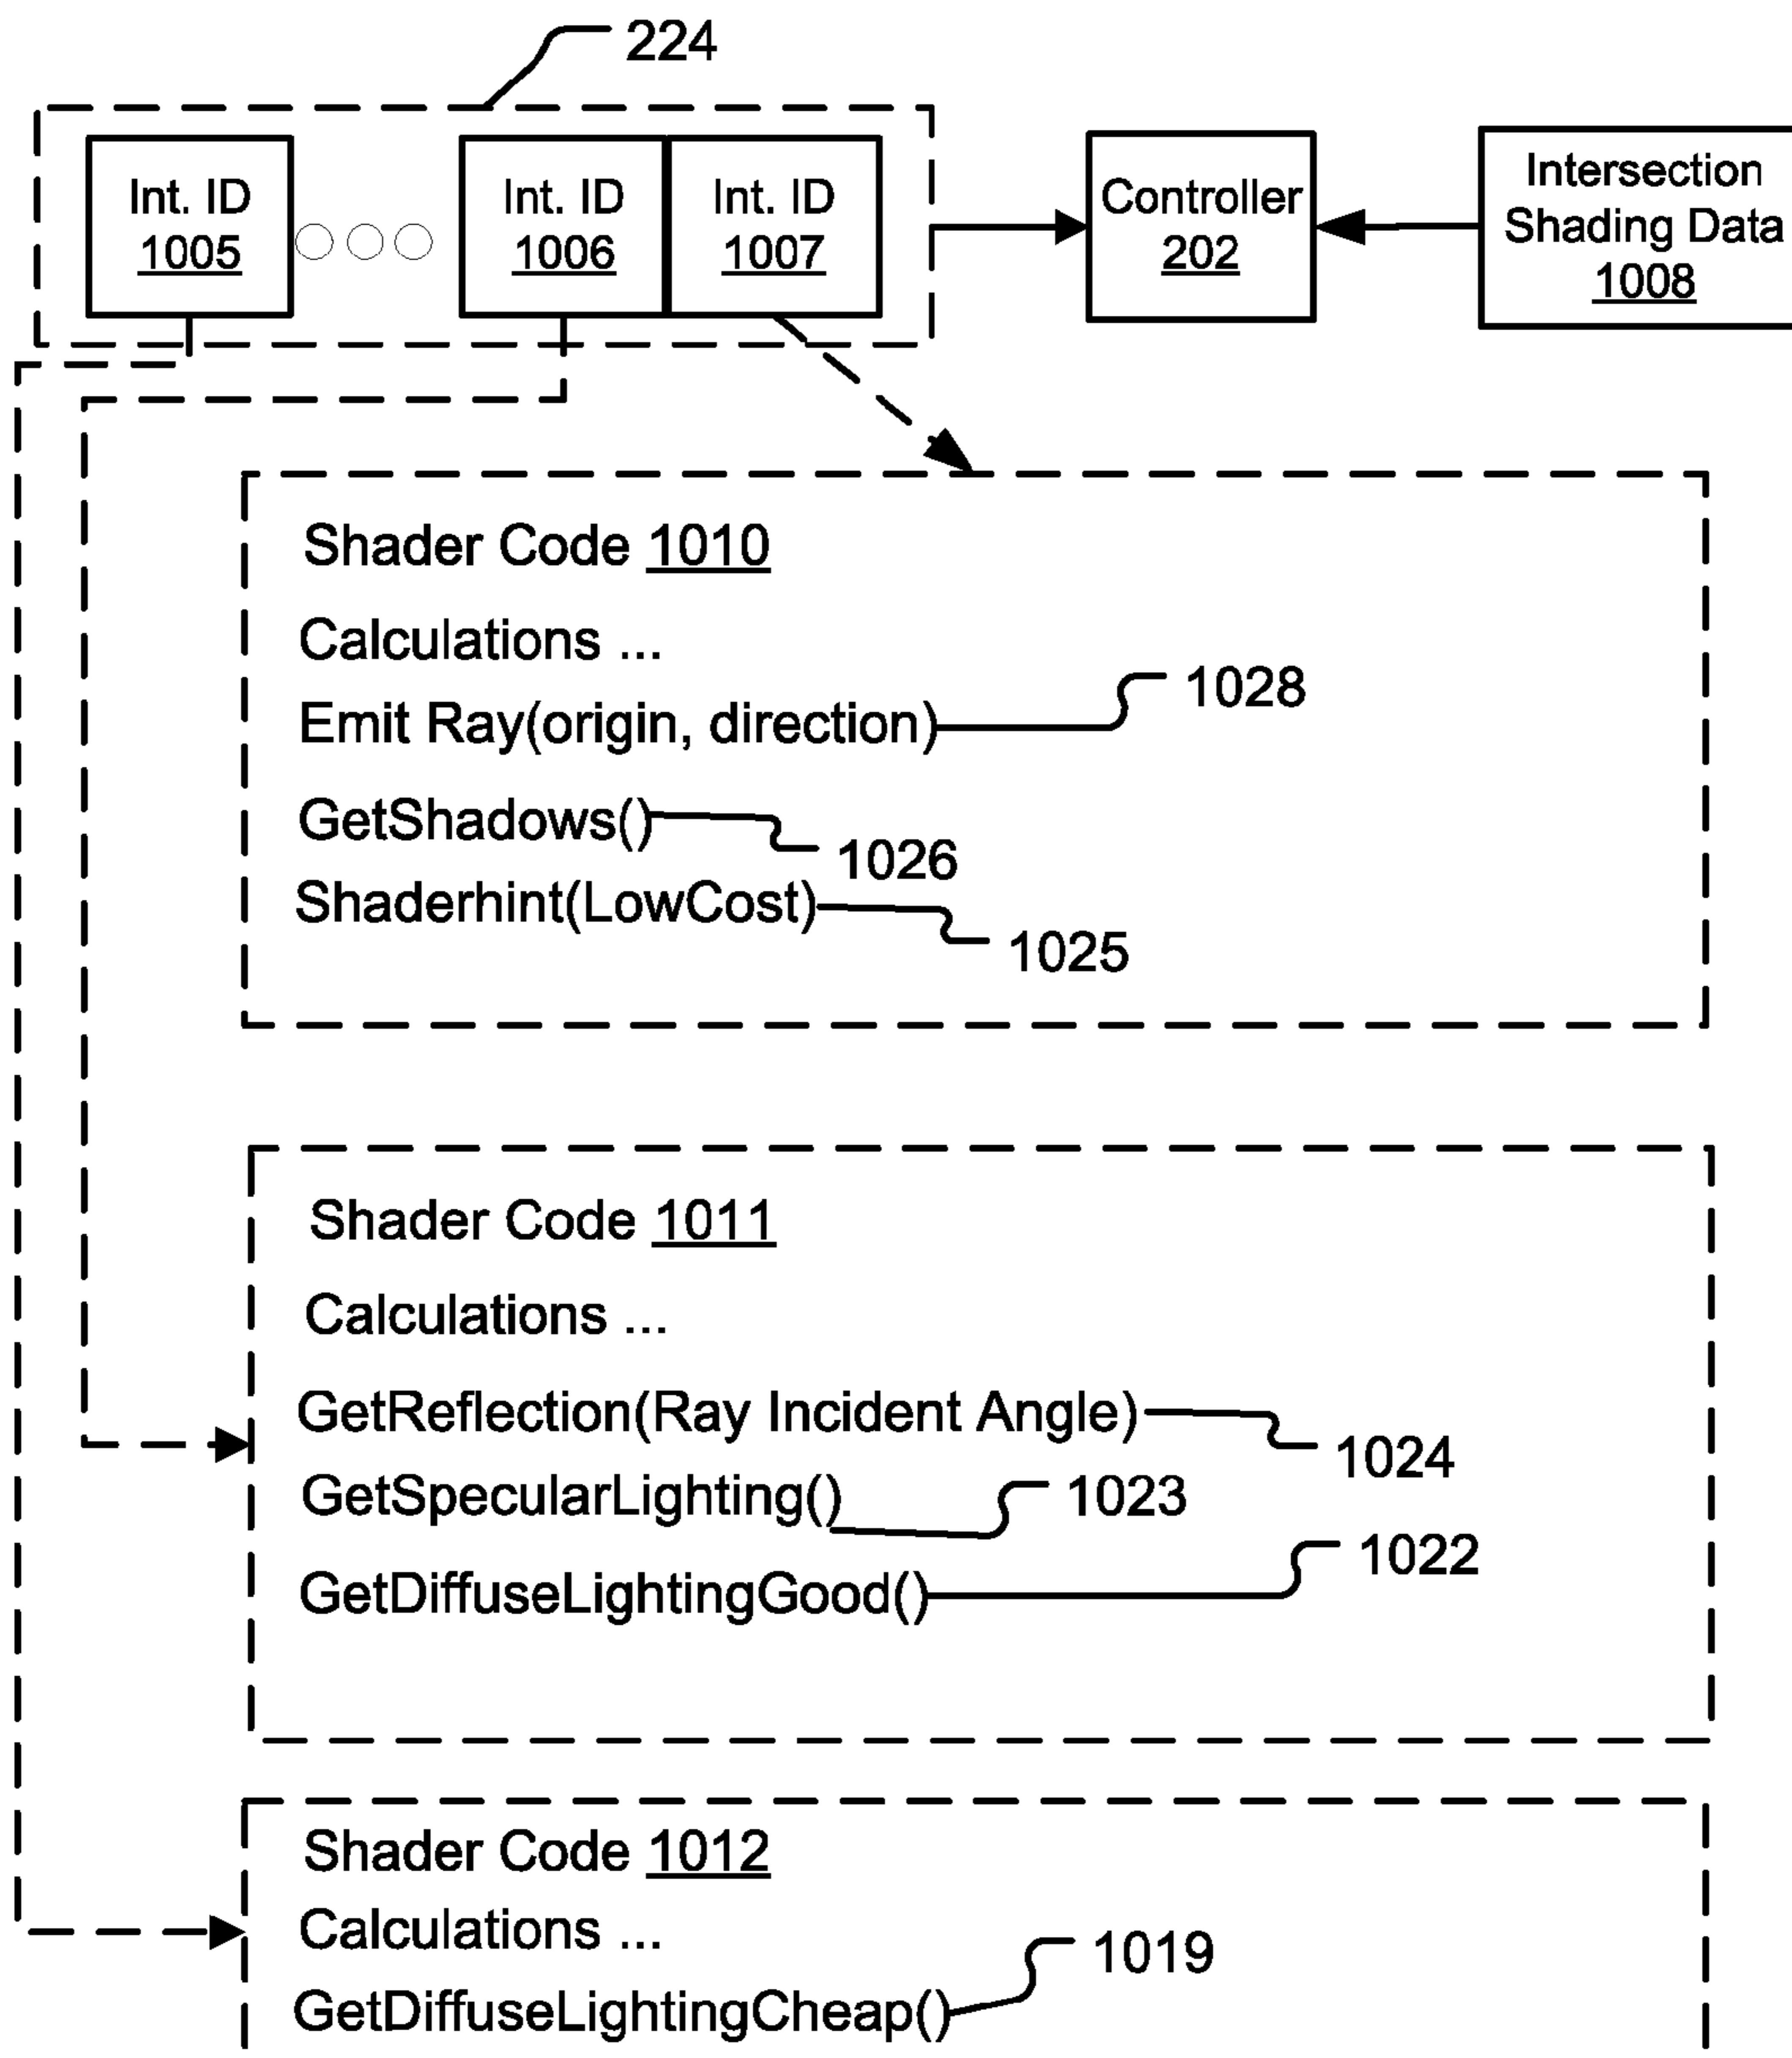 224
Int. ID
1005
Int. ID
1006
Int. ID
1007
Controller
202
Intersection
Shading Data
1008
Shader Code 1010
Calculations ...
Emit Ray(origin, direction)
1028
GetShadows()
1026
Shaderhint(LowCost)
1025
Shader Code 1011
Calculations ...
GetReflection(Ray Incident Angle)
1024
GetSpecularLighting()
1023
GetDiffuseLightingGood()
1022
Shader Code 1012
Calculations ...
GetDiffuseLightingCheap()
1019